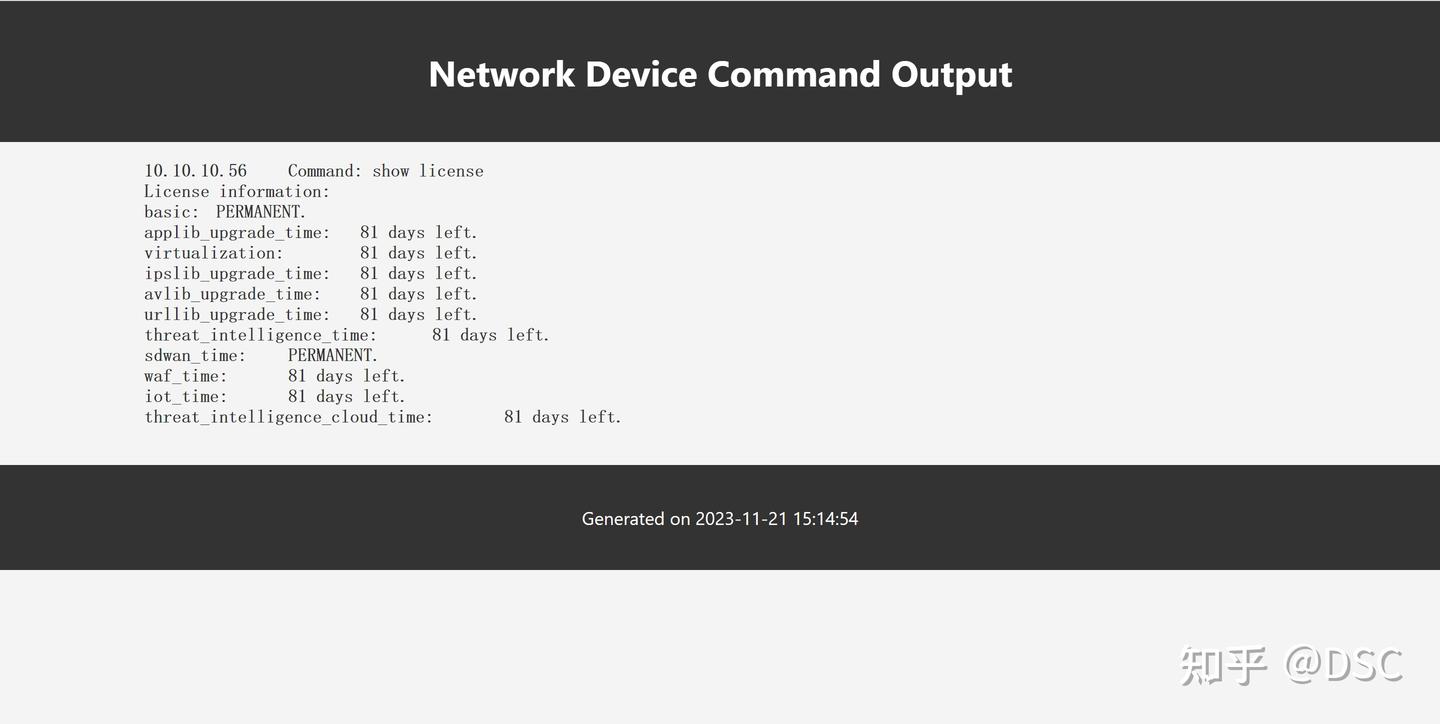 Network Device Command Output
10.10.10.56    Command: show license
License information:
basic:  PERMANENT.
applib_upgrade_time:   81 days left.
virtualization:        81 days left.
ipslib_upgrade_time:   81 days left.
avlib_upgrade_time:    81 days left.
urllib_upgrade_time:   81 days left.
threat_intelligence_time:      81 days left.
sdwan_time:    PERMANENT.
waf_time:      81 days left.
iot_time:      81 days left.
threat_intelligence_cloud_time:        81 days left.
Generated on 2023-11-21 15:14:54
知乎 @DSC